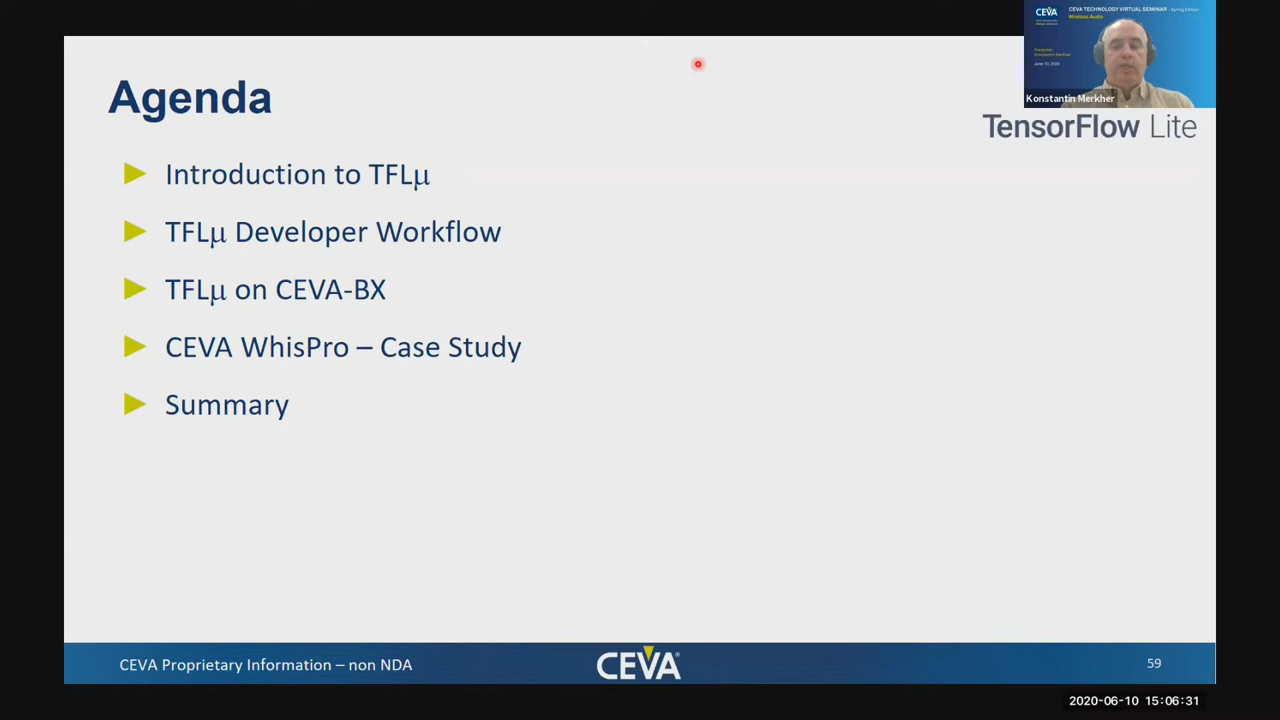 CEVA
CEVA TECHNOLOGY VIRTUAL SEMINAR - Spring Edition
Wireless Audio
Presenter:
Konstantin Merkher
June 10, 2020
Konstantin Merkher
TensorFlow Lite
Agenda
Introduction to TFLµ
TFLµ Developer Workflow
TFLµ on CEVA-BX
CEVA WhisPro – Case Study
Summary
CEVA Proprietary Information – non NDA
CEVA®
59
2020-06-10 15:06:31